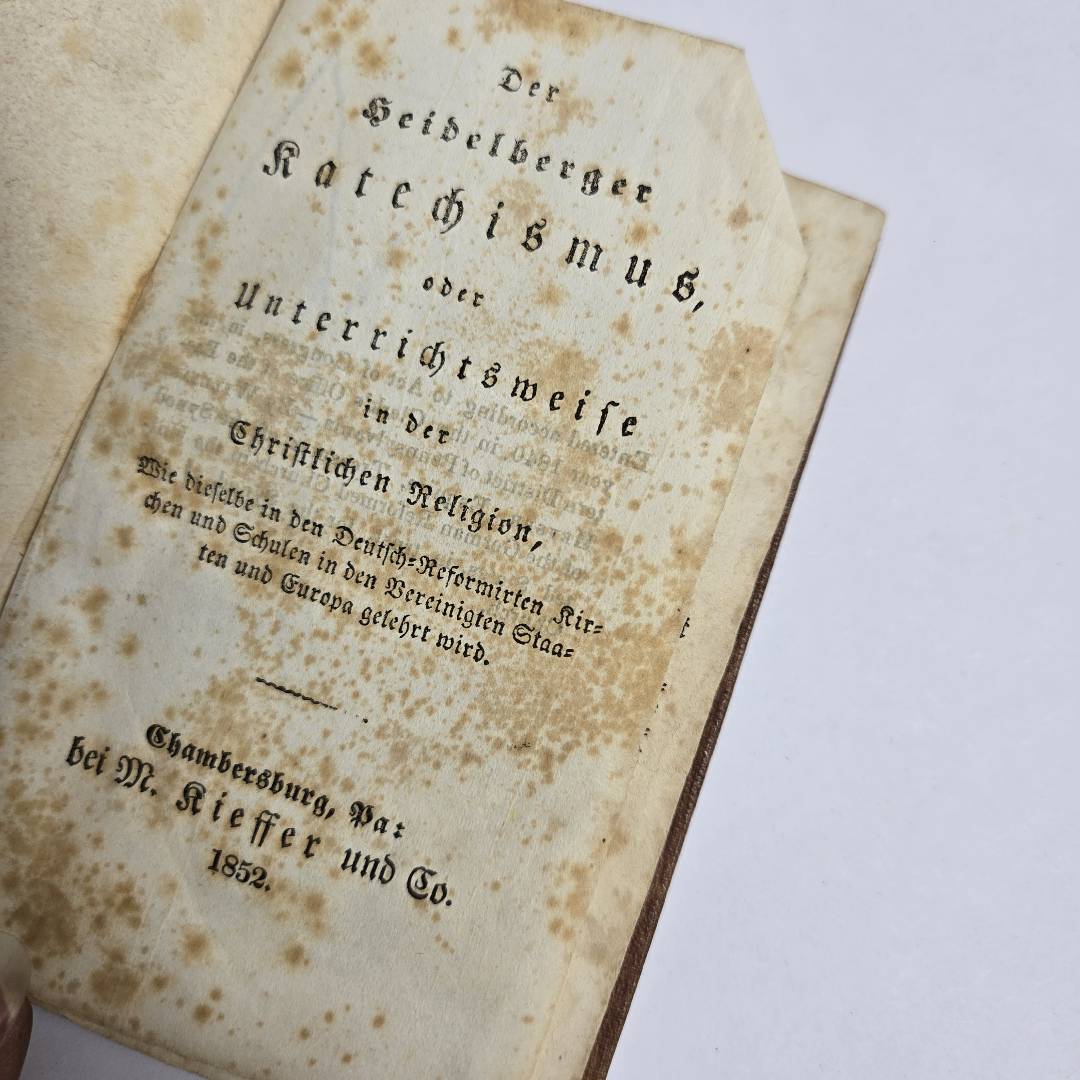 Der
Heidelberger
Katechismus,
oder
Unterrichtsweise
in der
Christlichen Religion,
Wie dieselbe in den Deutsch=Reformirten Kir=
chen und Schulen in den Vereinigten Staa=
ten und Europa gelehrt wird.
Chambersburg, Pa:
bei M. Kieffer und Co.
1852.